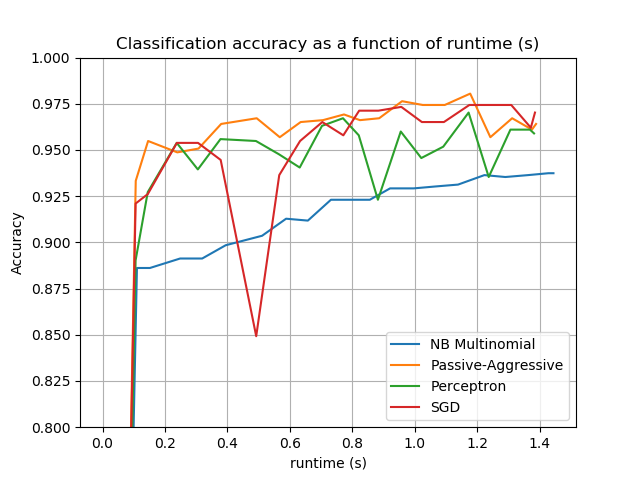 Classification accuracy as a function of runtime (s)
1.000
0.975
0.950
0.925
0.900
0.875
0.850
0.825
0.800
Accuracy
NB Multinomial
Passive-Aggressive
Perceptron
SGD
0.0 0.2 0.4 0.6 0.8 1.0 1.2 1.4
runtime (s)